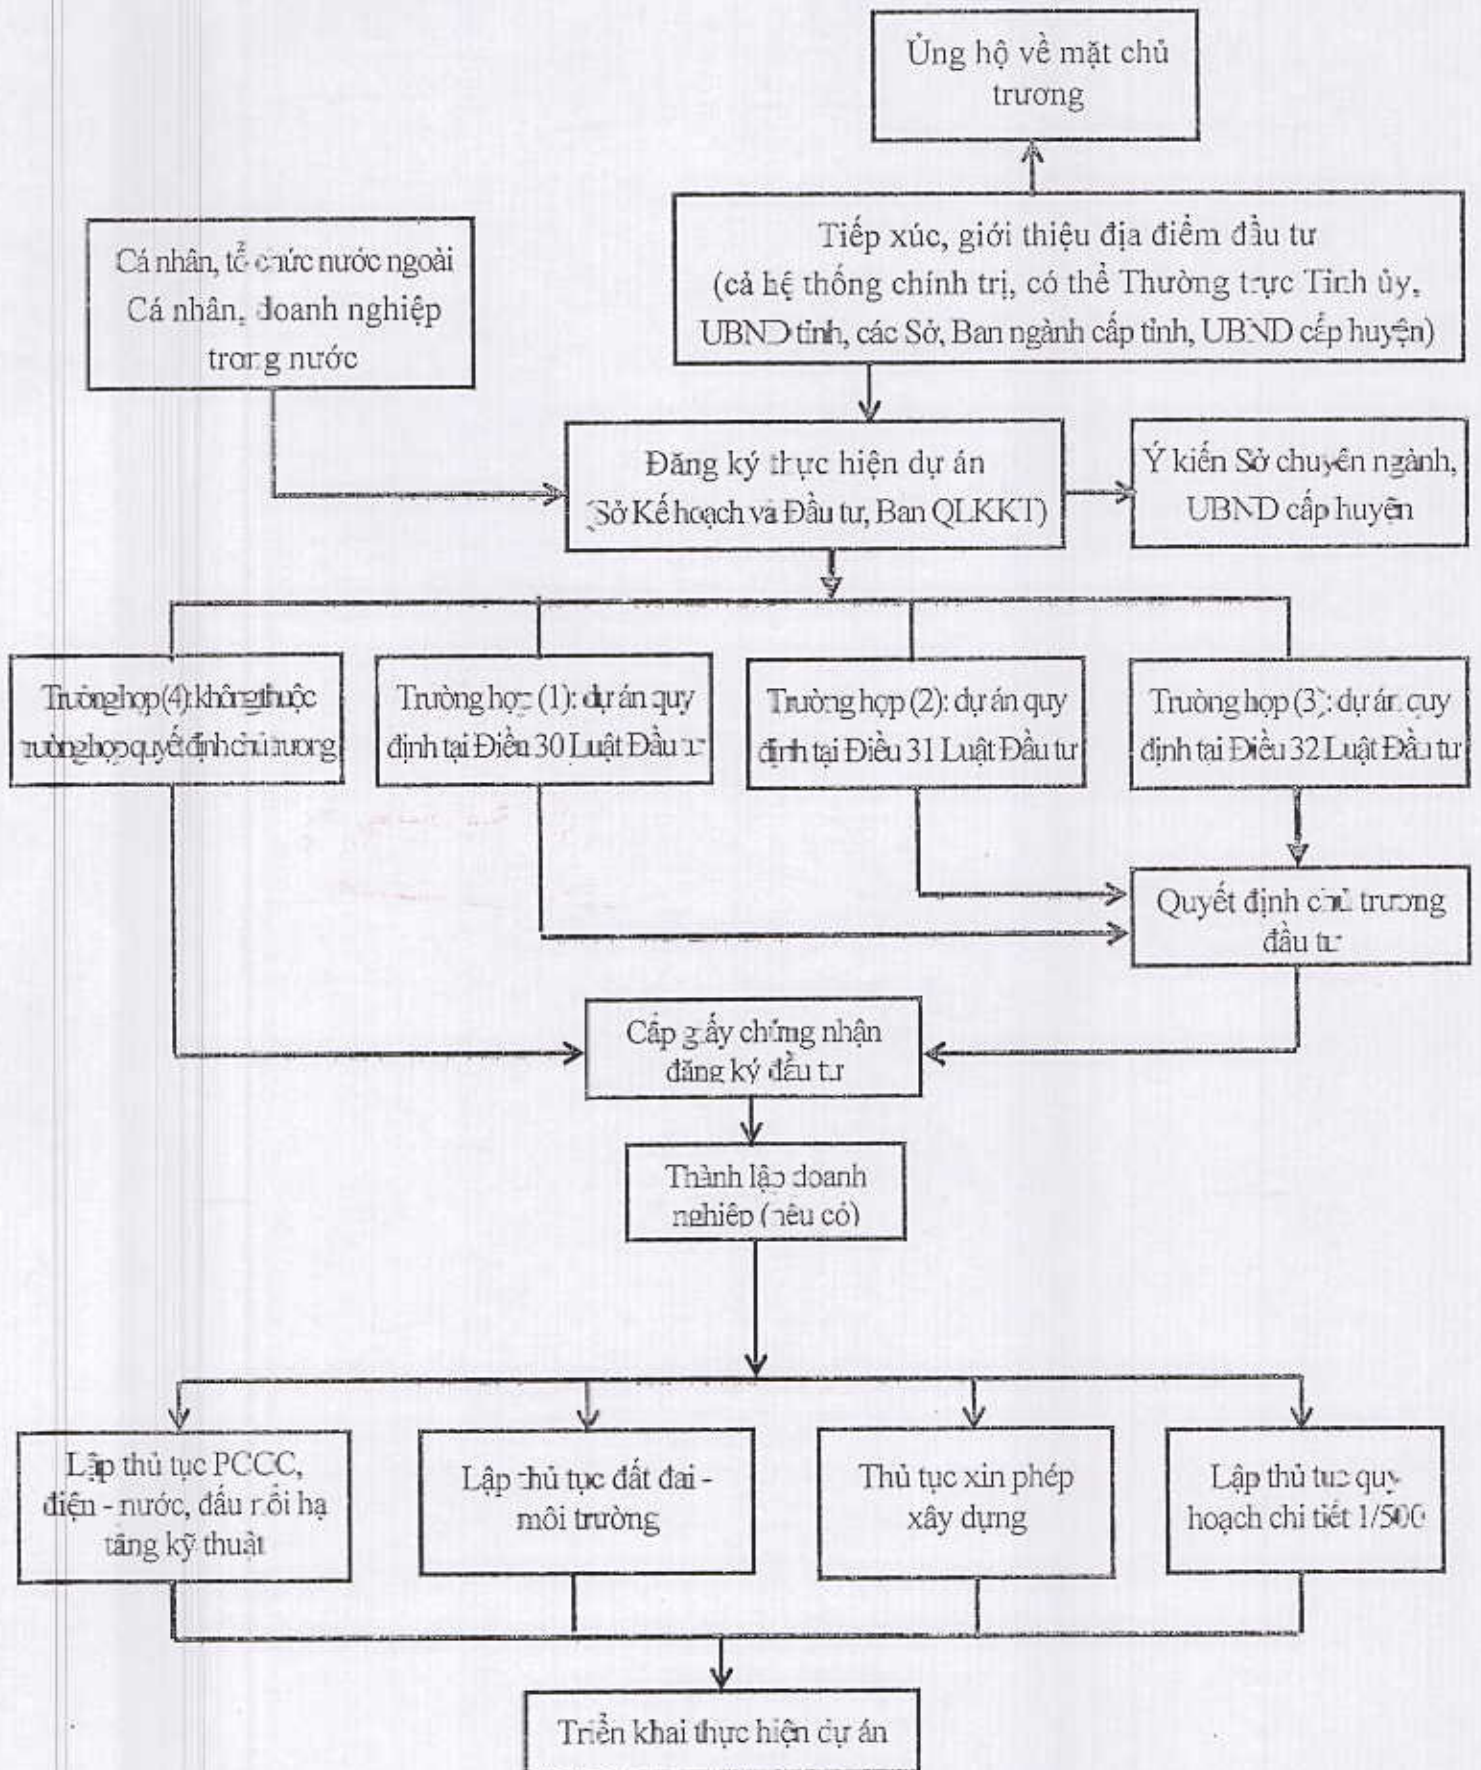 Ủng hộ về mặt chủ
trương
Tiếp xúc, giới thiệu địa điểm đầu tư
(cả hệ thống chính trị, có thể Thường trực Tỉnh ủy,
UBND tỉnh, các Sở, Ban ngành cấp tỉnh, UBND cấp huyện)
Cá nhân, tổ chức nước ngoài
Cá nhân, doanh nghiệp
trong nước
Đăng ký thực hiện dự án
(Sở Kế hoạch và Đầu tư, Ban QLKKT)
Ý kiến Sở chuyên ngành,
UBND cấp huyện
Trường hợp (4): không thuộc
trường hợp quyết định chủ trương
Trường hợp (1): dự án quy
định tại Điều 30 Luật Đầu tư
Trường hợp (2): dự án quy
định tại Điều 31 Luật Đầu tư
Trường hợp (3): dự án quy
định tại Điều 32 Luật Đầu tư
Quyết định chủ trương
đầu tư
Cấp giấy chứng nhận
đăng ký đầu tư
Thành lập doanh
nghiệp (nếu có)
Lập thủ tục PCCC,
điện - nước, đấu nối hạ
tầng kỹ thuật
Lập thủ tục đất đai -
môi trường
Thủ tục xin phép
xây dựng
Lập thủ tục quy
hoạch chi tiết 1/500
Triển khai thực hiện dự án